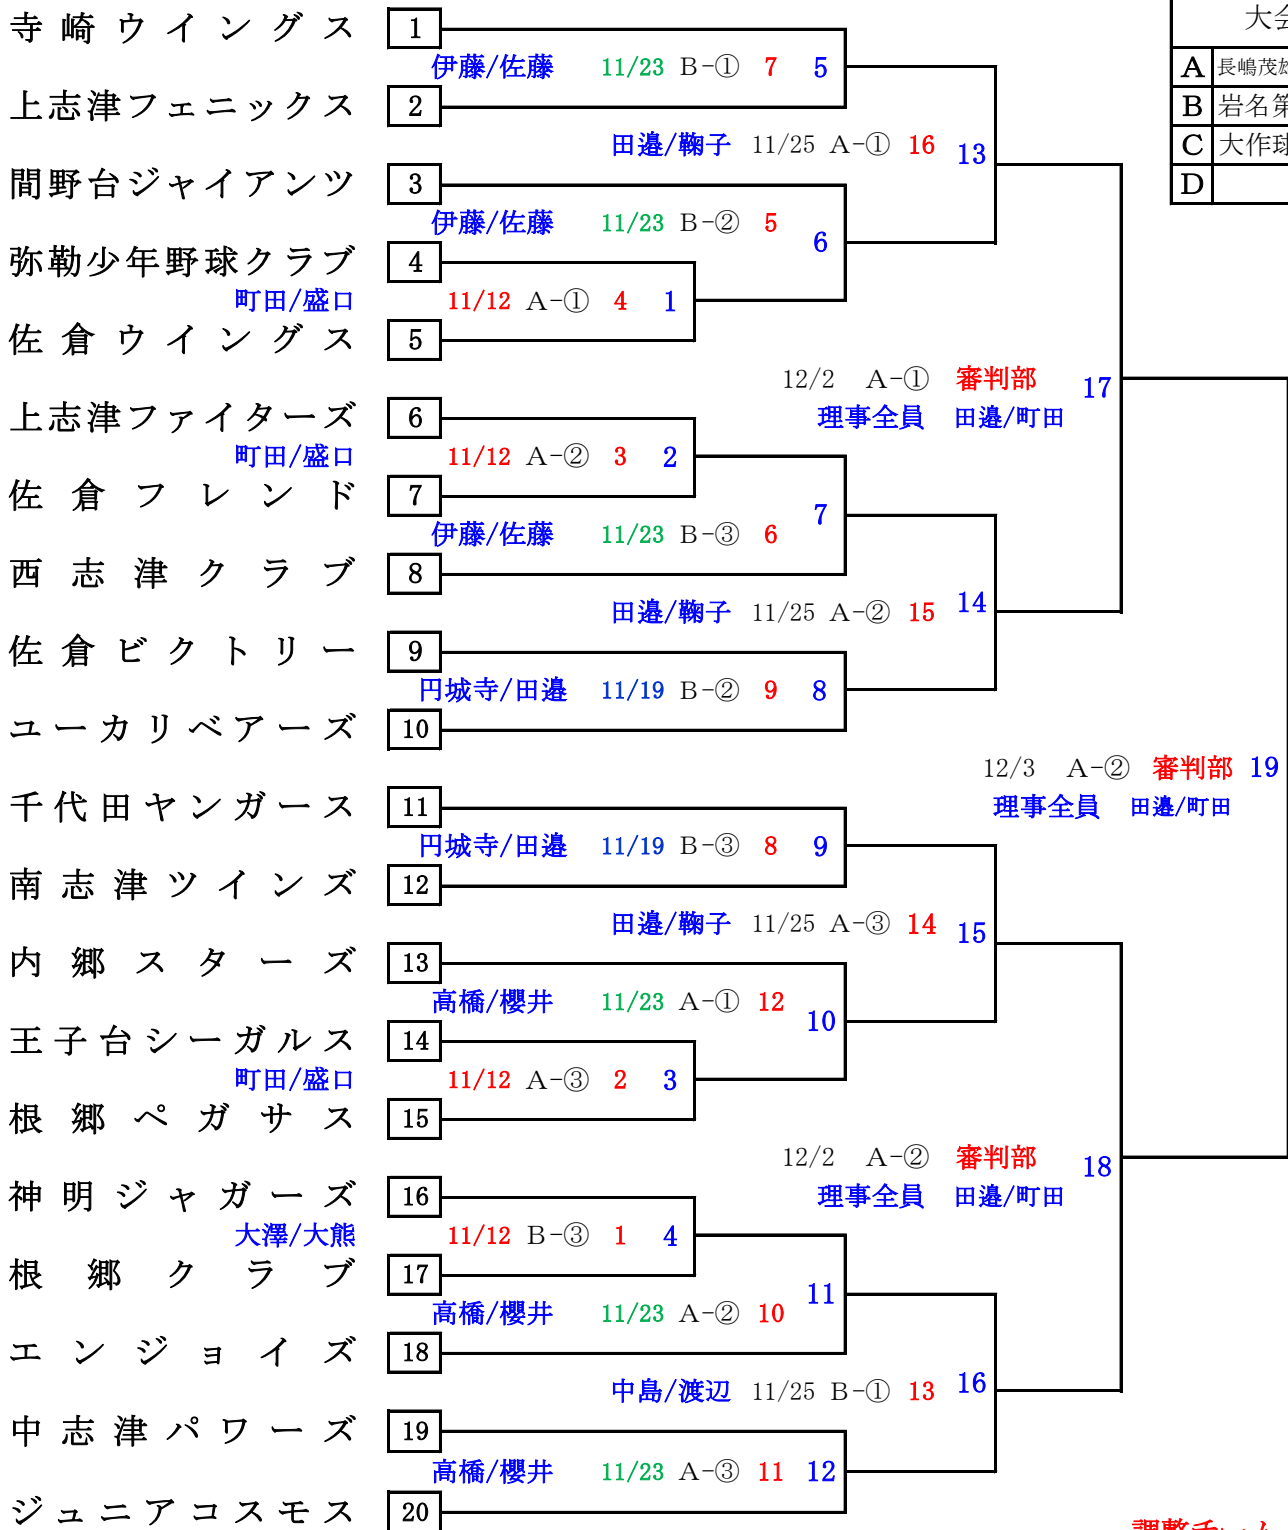 寺崎ウイングス 1
大会
伊藤/佐藤 11/23 B-① 7 5
A 長嶋茂雄
上志津フェニックス 2
B 岩名第
田邉/鞠子 11/25 A-① 16 13
C 大作球
間野台ジャイアンツ 3
D
伊藤/佐藤 11/23 B-② 5 6
弥勒少年野球クラブ 4
町田/盛口 11/12 A-① 4 1
佐倉ウイングス 5
12/2 A-① 審判部 17
上志津ファイターズ 6
理事全員 田邉/町田
町田/盛口 11/12 A-② 3 2
佐倉フレンド 7
伊藤/佐藤 11/23 B-③ 6 7
西志津クラブ 8
田邉/鞠子 11/25 A-② 15 14
佐倉ビクトリー 9
円城寺/田邉 11/19 B-② 9 8
ユーカリベアーズ 10
12/3 A-② 審判部 19
千代田ヤンガース 11
理事全員 田邉/町田
円城寺/田邉 11/19 B-③ 8 9
南志津ツインズ 12
田邉/鞠子 11/25 A-③ 14 15
内郷スターズ 13
高橋/櫻井 11/23 A-① 12 10
王子台シーガルス 14
町田/盛口 11/12 A-③ 2 3
根郷ペガサス 15
12/2 A-② 審判部 18
神明ジャガーズ 16
理事全員 田邉/町田
大澤/大熊 11/12 B-③ 1 4
根郷クラブ 17
高橋/櫻井 11/23 A-② 10 11
エンジョイズ 18
中島/渡辺 11/25 B-① 13 16
中志津パワーズ 19
高橋/櫻井 11/23 A-③ 11 12
ジュニアコスモス 20